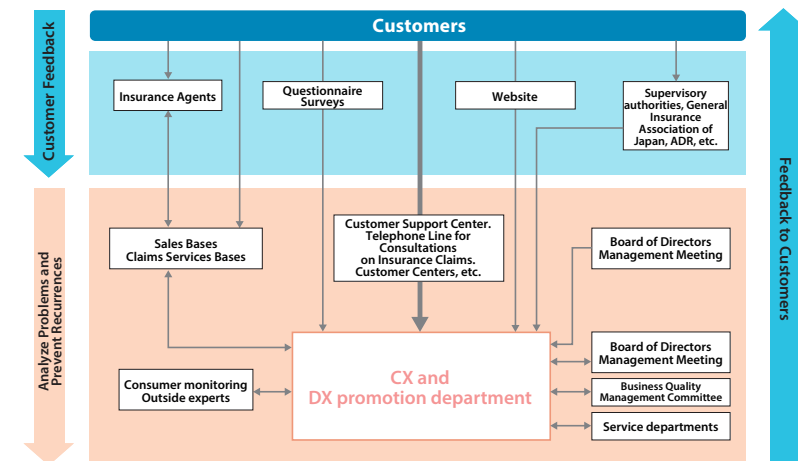 Customers
Customer Feedback
Insurance Agents
Questionnaire
Surveys
Website
Supervisory
authorities, General
Insurance
Association of
Japan, ADR, etc.
Feedback to Customers
Analyze Problems and
Prevent Recurrences
Sales Bases
Claims Services Bases
Customer Support Center.
Telephone Line for
Consultations
on Insurance Claims.
Customer Centers, etc.
Board of Directors
Management Meeting
CX and
DX promotion department
Board of Directors
Management Meeting
Consumer monitoring
Outside experts
Business Quality
Management Committee
Service departments